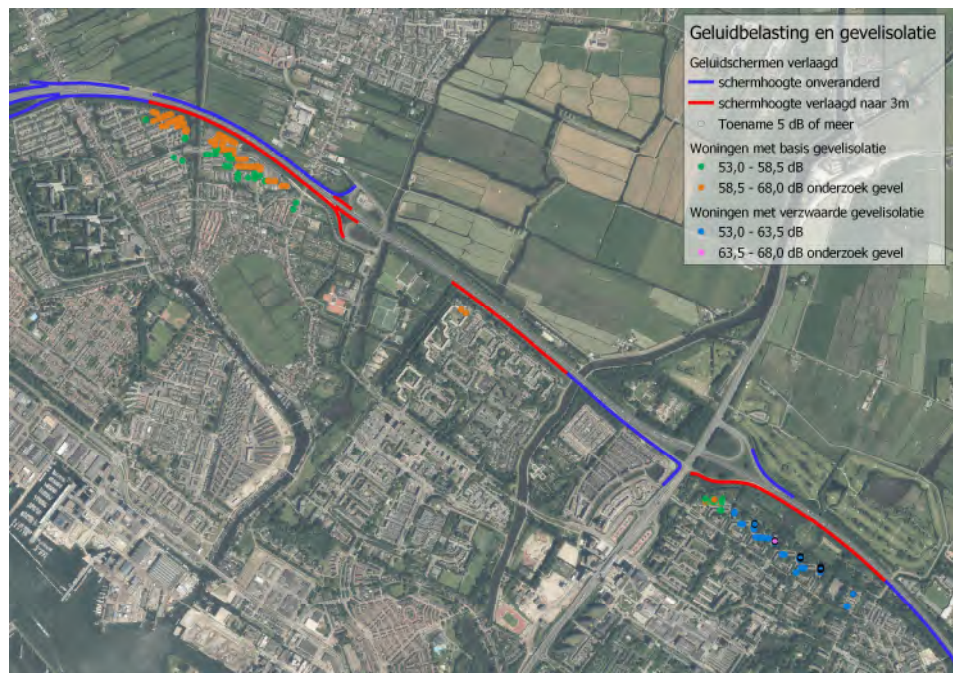 Geluidbelasting en gevelisolatie
Geluidschermen verlaagd
schermhoogte onveranderd
schermhoogte verlaagd naar 3m
Toename 5 dB of meer
Woningen met basis gevelisolatie
53,0 - 58,5 dB
58,5 - 68,0 dB onderzoek gevel
Woningen met verzwaarde gevelisolatie
53,0 - 63,5 dB
63,5 - 68,0 dB onderzoek gevel